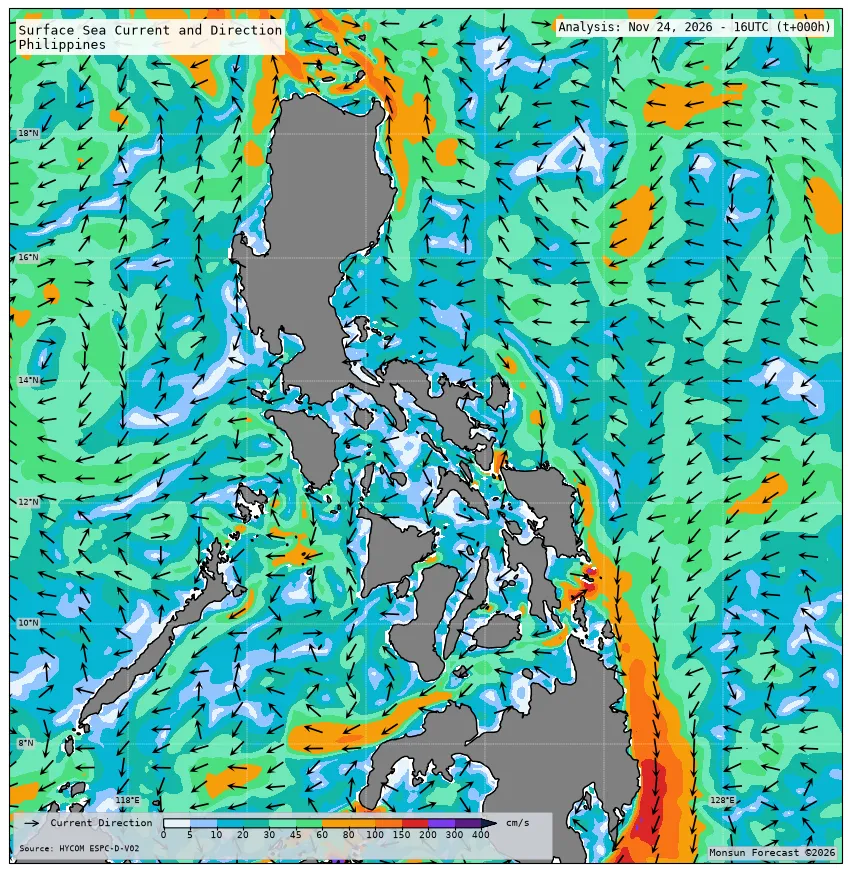 Surface Sea Current and Direction
Philippines
Analysis: Nov 24, 2026 - 16UTC (t+000h)
18°N
16°N
14°N
12°N
10°N
8°N
118°E
128°E
Current Direction
cm/s
0 5 10 20 30 45 60 80 100 150 200 300 400
Source: HYCOM ESPC-D-V02
Monsun Forecast ©2026